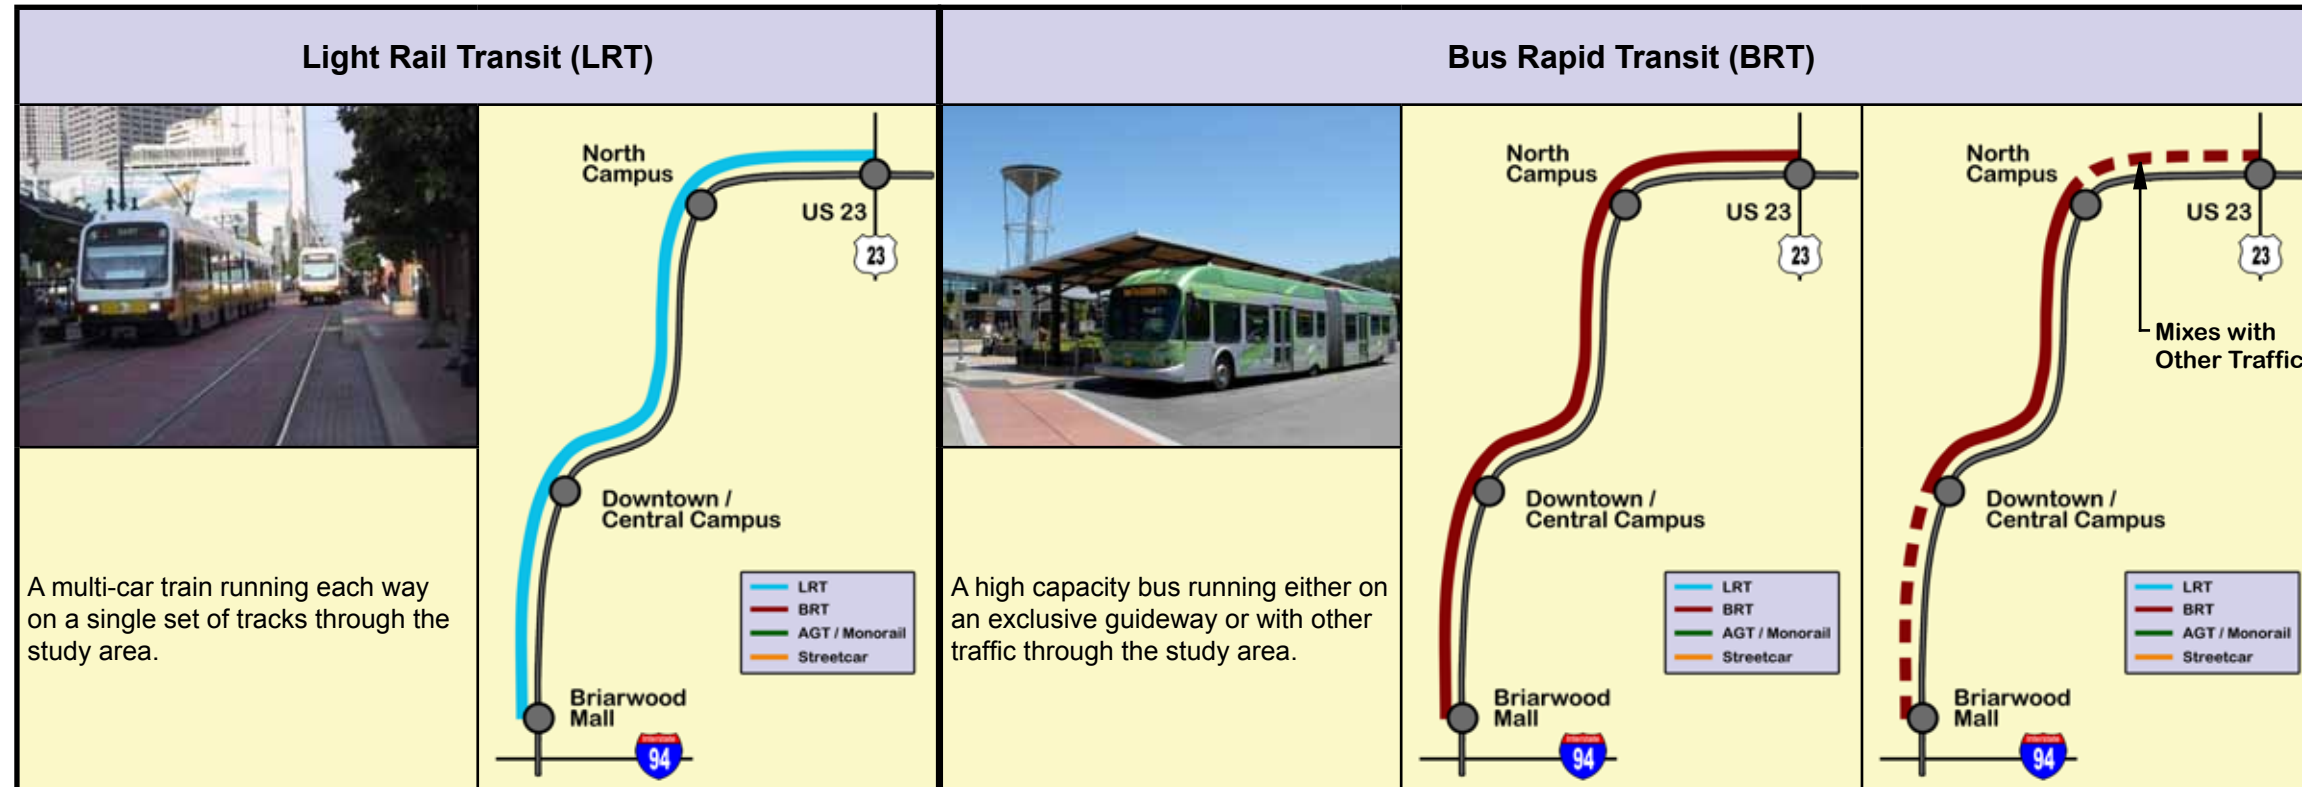 Light Rail Transit (LRT)
Bus Rapid Transit (BRT)
A multi-car train running each way
on a single set of tracks through the
study area.
North
Campus
US 23
23
Downtown /
Central Campus
LRT
BRT
AGT / Monorail
Streetcar
Briarwood
Mall
Interstate
94
A high capacity bus running either on
an exclusive guideway or with other
traffic through the study area.
North
Campus
US 23
23
Downtown /
Central Campus
LRT
BRT
AGT / Monorail
Streetcar
Briarwood
Mall
Interstate
94
North
Campus
US 23
23
Mixes with
Other Traffic
Downtown /
Central Campus
LRT
BRT
AGT / Monorail
Streetcar
Briarwood
Mall
Interstate
94